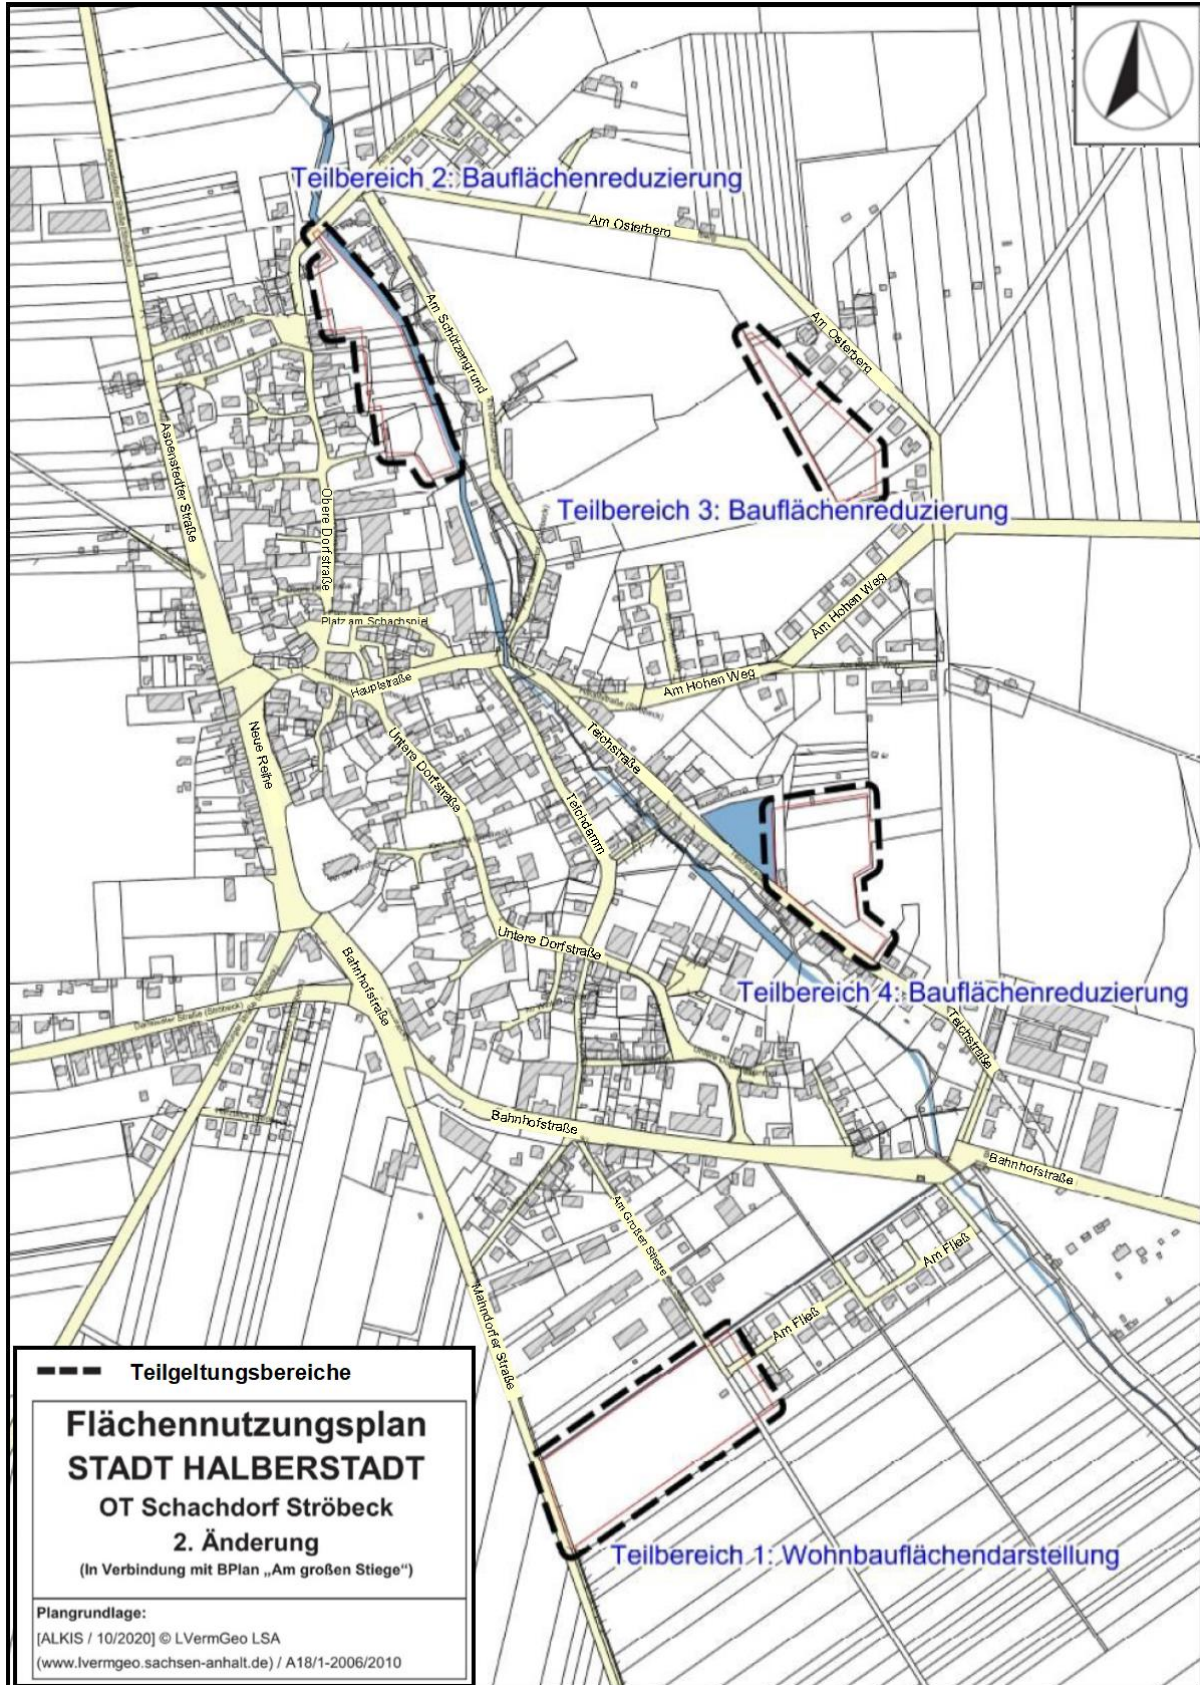 Teilbereich 2: Bauflächenreduzierung
Am Osterberg
Am Schützengrund
Am Osterberg
Aspenstedter Straße
Obere Dorfstraße
Teilbereich 3: Bauflächenreduzierung
Am Hohen Weg
Platz am Schachspiel
Hauptstraße
Am Hohen Weg
Neue Reihe
Untere Dorfstraße
Teichstraße
Teichdamm
Untere Dorfstraße
Bahnhofstraße
Teilbereich 4: Bauflächenreduzierung
Teichstraße
Bahnhofstraße
Bahnhofstraße
Am Großen Stiege
Am Fließ
Am Fließ
Mahndorfer Straße
Teilbereich 1: Wohnbauflächendarstellung
Teilgeltungsbereiche
Flächennutzungsplan
STADT HALBERSTADT
OT Schachdorf Ströbeck
2. Änderung
(In Verbindung mit BPlan „Am großen Stiege“)
Plangrundlage:
[ALKIS / 10/2020] © LVermGeo LSA
(www.lvermgeo.sachsen-anhalt.de) / A18/1-2006/2010